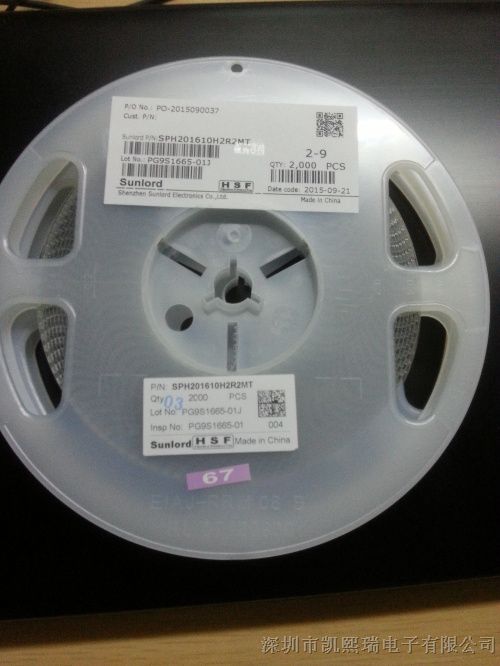 P/O No.: PO-2015090037
Cust. P/N:
Sunlord P/N: SPH201610H2R2MT
2-9
Lot No.: PG9S1665-01J
QTY: 2,000 PCS
Sunlord HSF
Date code: 2015-09-21
Shenzhen Sunlord Electronics Co.,Ltd.
Made in China
P/N: SPH201610H2R2MT
Qty 03 2000 PCS
Lot No: PG9S1665-01J
Insp No: PG9S1665-01 004
Sunlord HSF Made in China
67
深圳市凯熙瑞电子有限公司